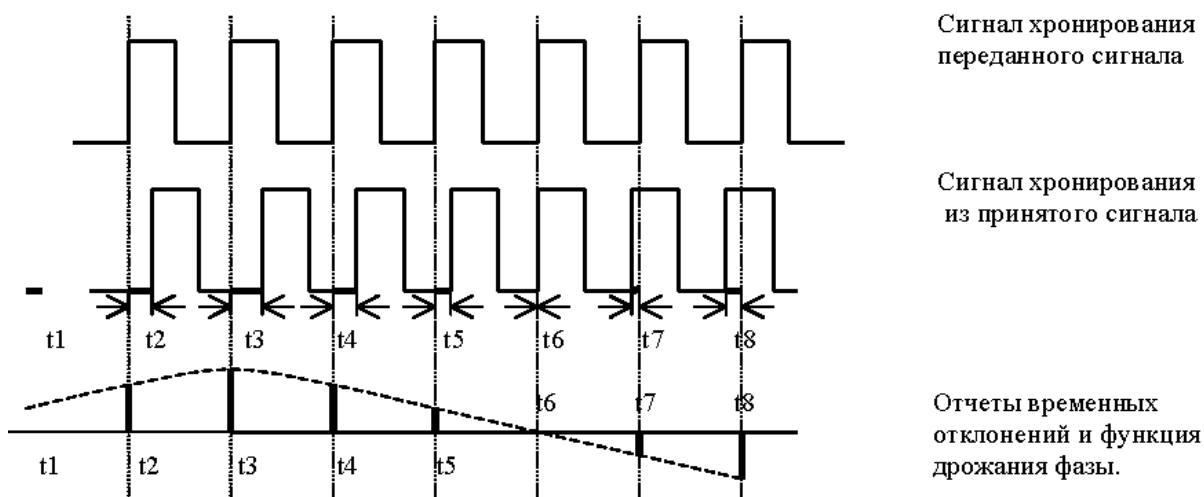 Сигнал хронирования
переданного сигнала
Сигнал хронирования
из принятого сигнала
t1 t2 t3 t4 t5 t6 t7 t8
t6 t7 t8
t1 t2 t3 t4 t5
Отчеты временных
отклонений и функция
дрожания фазы.